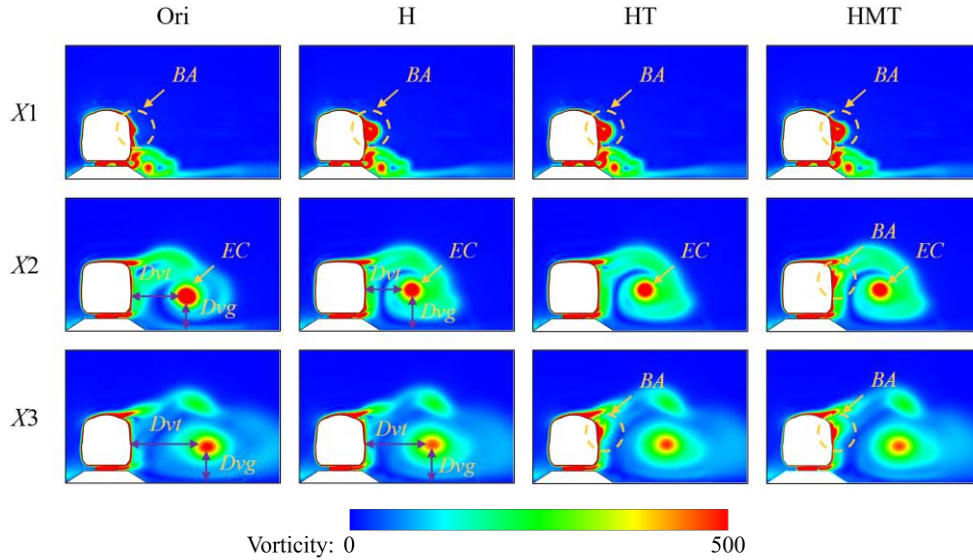 Ori H HT HMT
X1 BA BA BA BA
X2 EC Dvt Dvg EC Dvt Dvg EC BA EC
X3 Dvt Dvg Dvt Dvg BA BA
Vorticity: 0 500